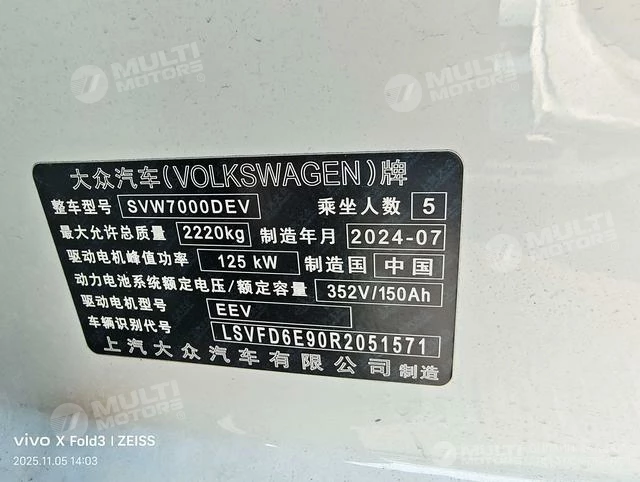 MULTI MOTORS
MULTI MOTORS
大众汽车(VOLKSWAGEN)牌
整车型号 SVW7000DEV 乘坐人数 5
最大允许总质量 2220kg 制造年月 2024-07
驱动电机峰值功率 125 kW 制造国 中国
动力电池系统额定电压/额定容量 352V/150Ah
驱动电机型号 EEV
车辆识别代号 LSVFD6E90R2051571
上汽大众汽车有限公司 制造
MULTI MOTORS
MULTI MOTORS
MULTI MOTORS
vivo X Fold3 | ZEISS
2025.11.05 14:03